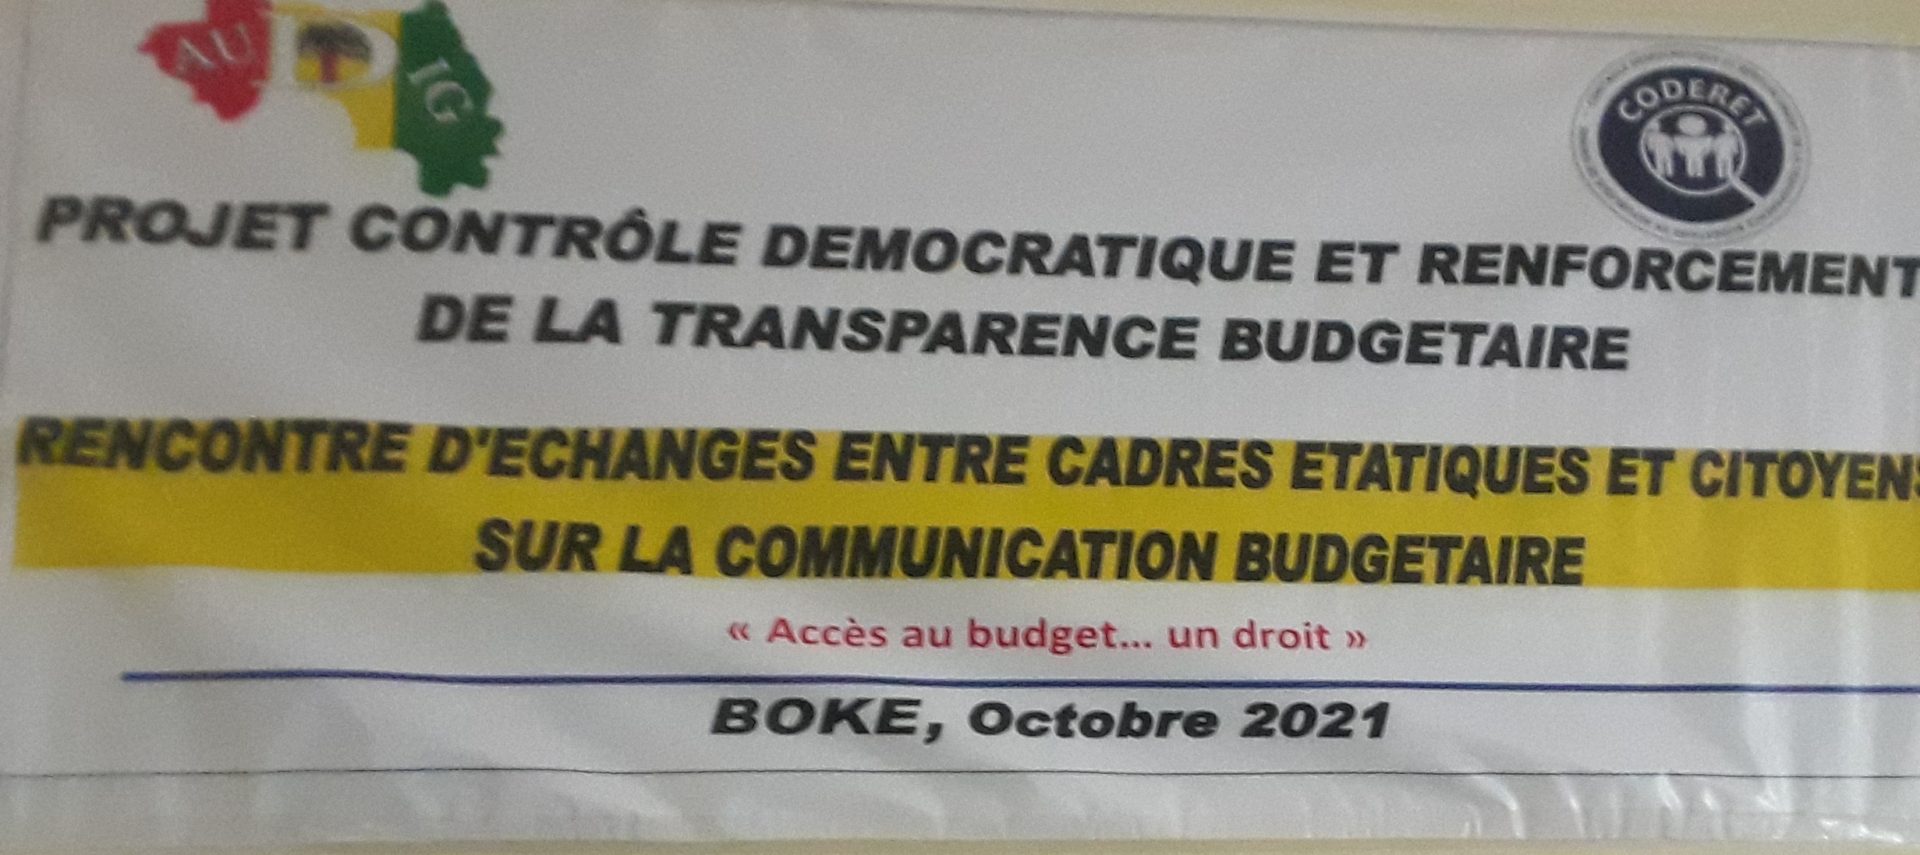 AU IG
CODERET
PROJET CONTRÔLE DEMOCRATIQUE ET RENFORCEMENT
DE LA TRANSPARENCE BUDGETAIRE
RENCONTRE D'ECHANGES ENTRE CADRES ETATIQUES ET CITOYENS
SUR LA COMMUNICATION BUDGETAIRE
« Accès au budget... un droit »
BOKE, Octobre 2021